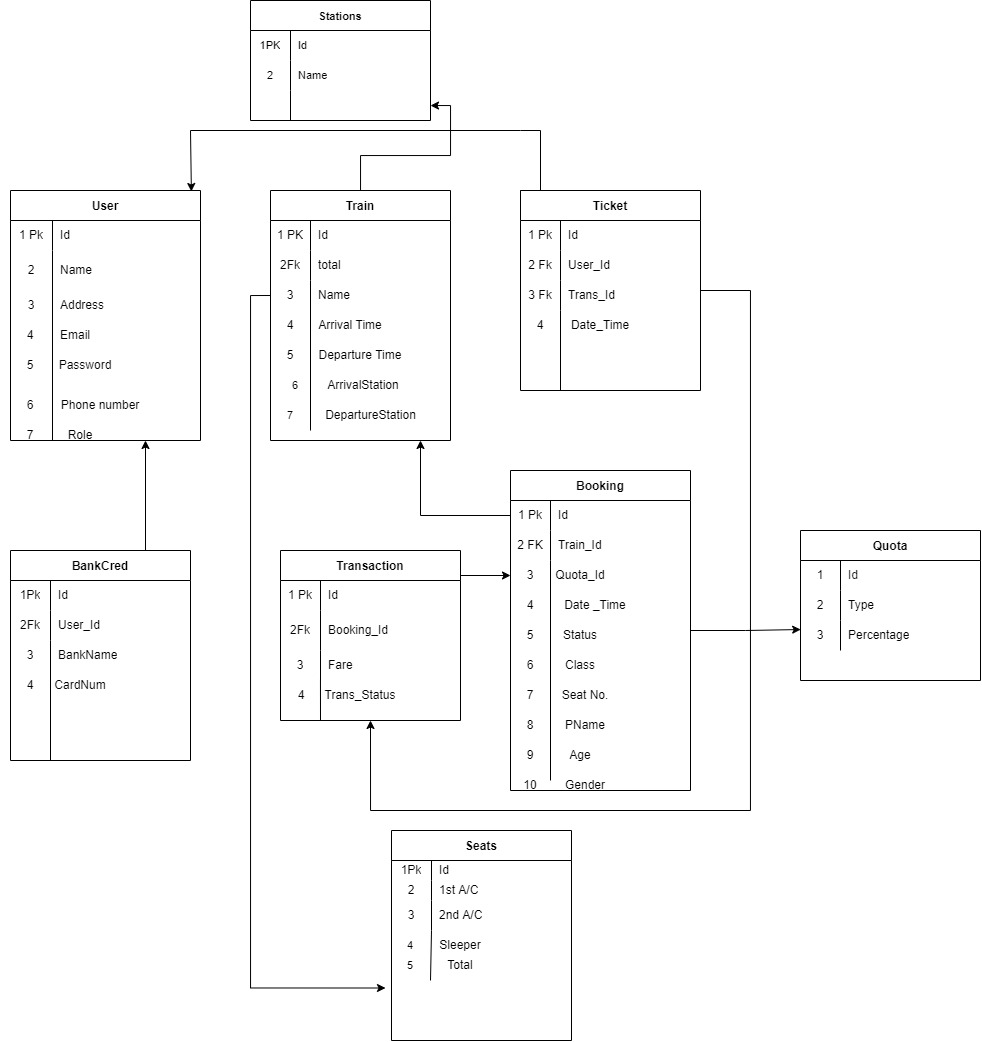 Stations
1PK Id
2 Name
User
1 Pk Id
2 Name
3 Address
4 Email
5 Password
6 Phone number
7 Role
Train
1 PK Id
2Fk total
3 Name
4 Arrival Time
5 Departure Time
6 ArrivalStation
7 DepartureStation
Ticket
1 Pk Id
2 Fk User_Id
3 Fk Trans_Id
4 Date_Time
BankCred
1Pk Id
2Fk User_Id
3 BankName
4 CardNum
Transaction
1 Pk Id
2Fk Booking_Id
3 Fare
4 Trans_Status
Booking
1 Pk Id
2 FK Train_Id
3 Quota_Id
4 Date _Time
5 Status
6 Class
7 Seat No.
8 PName
9 Age
10 Gender
Quota
1 Id
2 Type
3 Percentage
Seats
1Pk Id
2 1st A/C
3 2nd A/C
4 Sleeper
5 Total